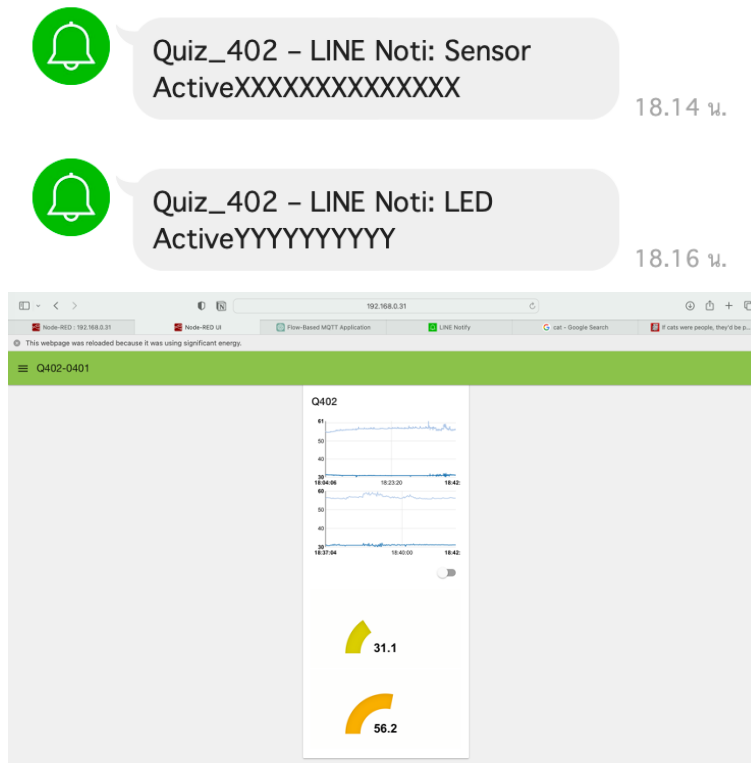 Quiz_402 – LINE Noti: Sensor
ActiveXXXXXXXXXXXXXX
18.14 น.
Quiz_402 – LINE Noti: LED
ActiveYYYYYYYYYY
18.16 น.
192.168.0.31
Node-RED : 192.168.0.31
Node-RED UI
Flow-Based MQTT Application
LINE Notify
cat - Google Search
If cats were people, they'd be p...
This webpage was reloaded because it was using significant energy.
Q402-0401
Q402
61
50
40
30
18:04:06
18:23:20
18:42:
60
50
40
30
18:37:04
18:40:00
18:42:
31.1
56.2